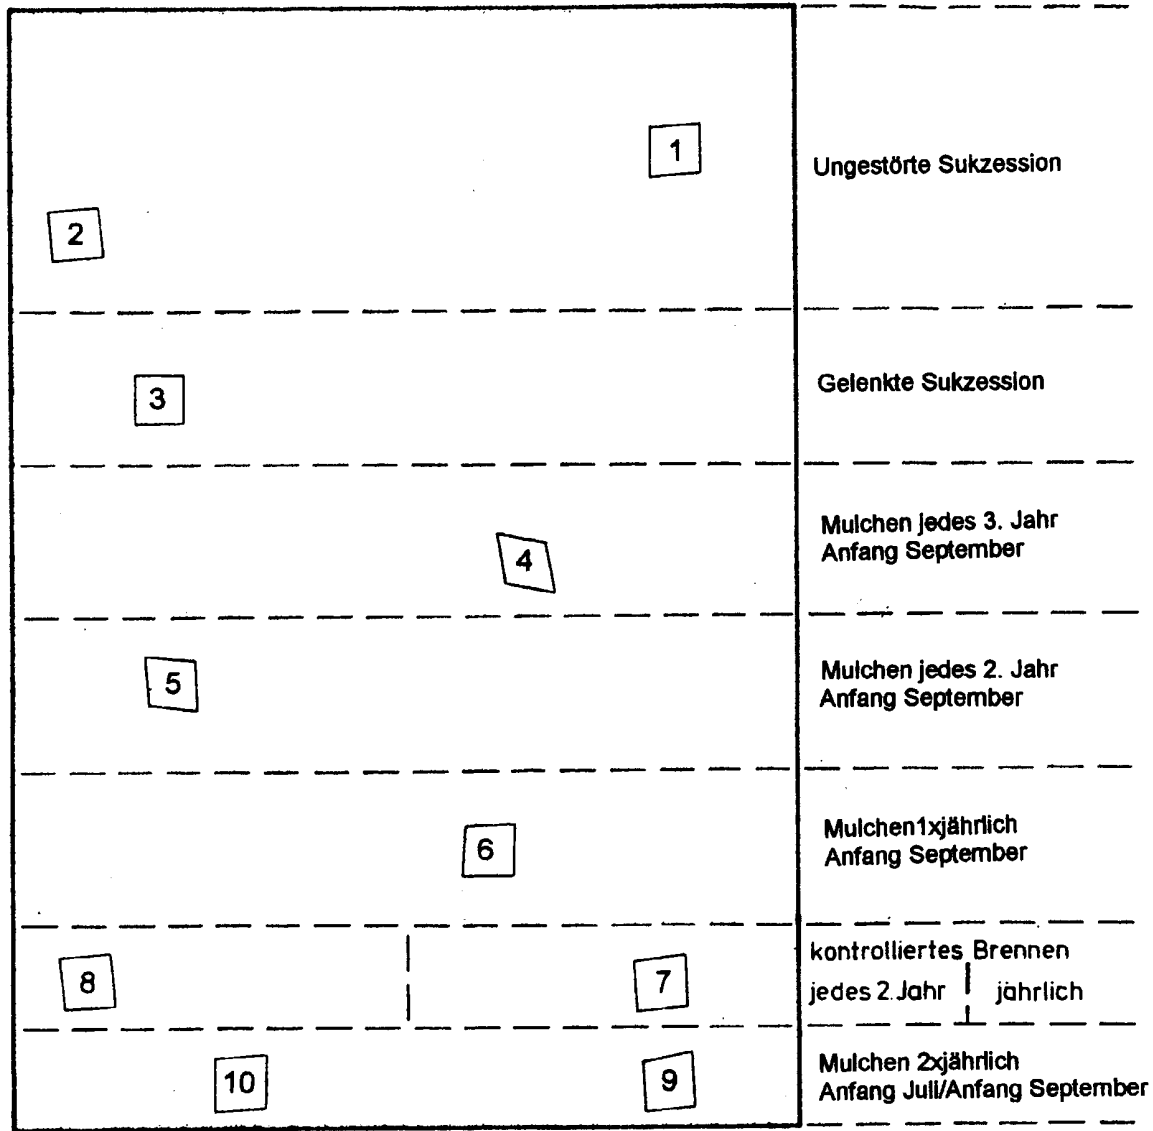 1
Ungestörte Sukzession
2
3
Gelenkte Sukzession
Mulchen jedes 3. Jahr
Anfang September
4
5
Mulchen jedes 2. Jahr
Anfang September
6
Mulchen1xjährlich
Anfang September
8
7
kontrolliertes Brennen
jedes 2.Jahr
jährlich
10
9
Mulchen 2xjährlich
Anfang Juli/Anfang September